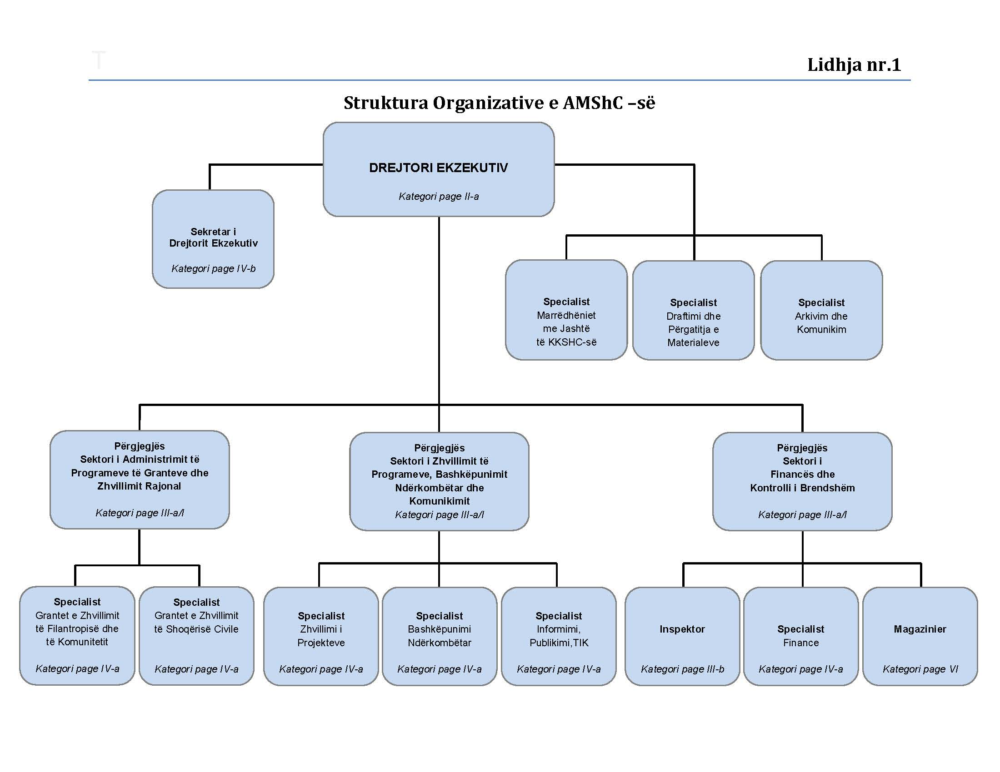 T
Lidhja nr.1
Struktura Organizative e AMShC –së
DREJTORI EKZEKUTIV
Kategori page II-a
Sekretar i
Drejtorit Ekzekutiv
Kategori page IV-b
Specialist
Marrëdhëniet
me Jashtë
të KKSHC-së
Specialist
Draftimi dhe
Përgatitja e
Materialeve
Specialist
Arkivim dhe
Komunikim
Përgjegjës
Sektori i Administrimit të
Programeve të Granteve dhe
Zhvillimit Rajonal
Kategori page III-a/I
Përgjegjës
Sektori i Zhvillimit të
Programeve, Bashkëpunimit
Ndërkombëtar dhe
Komunikimit
Kategori page III-a/I
Përgjegjës
Sektori i
Financës dhe
Kontrolli i Brendshëm
Kategori page III-a/I
Specialist
Grantet e Zhvillimit
të Filantropisë dhe
të Komunitetit
Kategori page IV-a
Specialist
Grantet e Zhvillimit
të Shoqërisë Civile
Kategori page IV-a
Specialist
Zhvillimi i
Projekteve
Kategori page IV-a
Specialist
Bashkëpunimi
Ndërkombëtar
Kategori page IV-a
Specialist
Informimi,
Publikimi,TIK
Kategori page IV-a
Inspektor
Kategori page III-b
Specialist
Finance
Kategori page IV-a
Magazinier
Kategori page VI